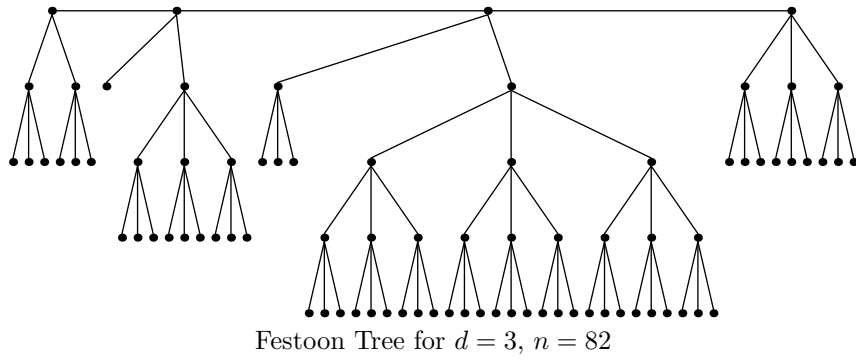 Festoon Tree for d = 3, n = 82